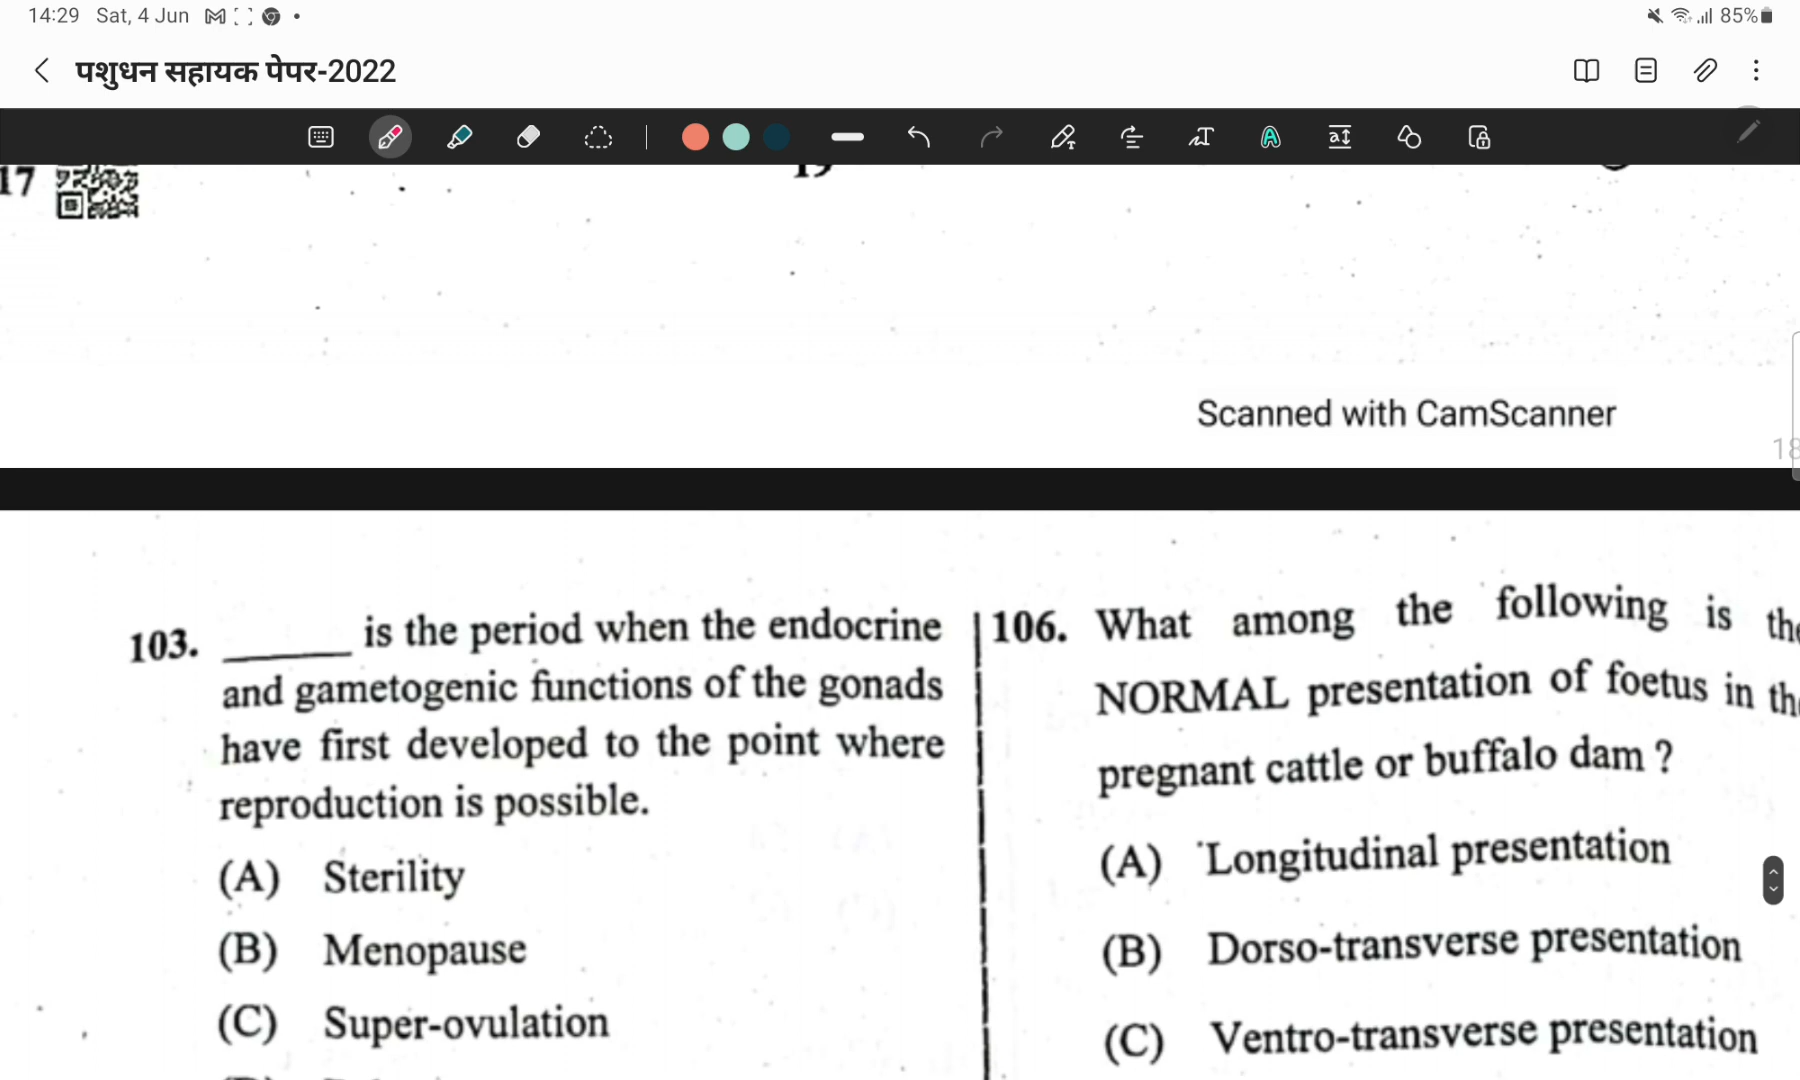 14:29 Sat, 4 Jun
85%
पशुधन सहायक पेपर-2022
17
Scanned with CamScanner
18
103. ______ is the period when the endocrine
and gametogenic functions of the gonads
have first developed to the point where
reproduction is possible.
(A) Sterility
(B) Menopause
(C) Super-ovulation
106. What among the following is the
NORMAL presentation of foetus in the
pregnant cattle or buffalo dam ?
(A) Longitudinal presentation
(B) Dorso-transverse presentation
(C) Ventro-transverse presentation